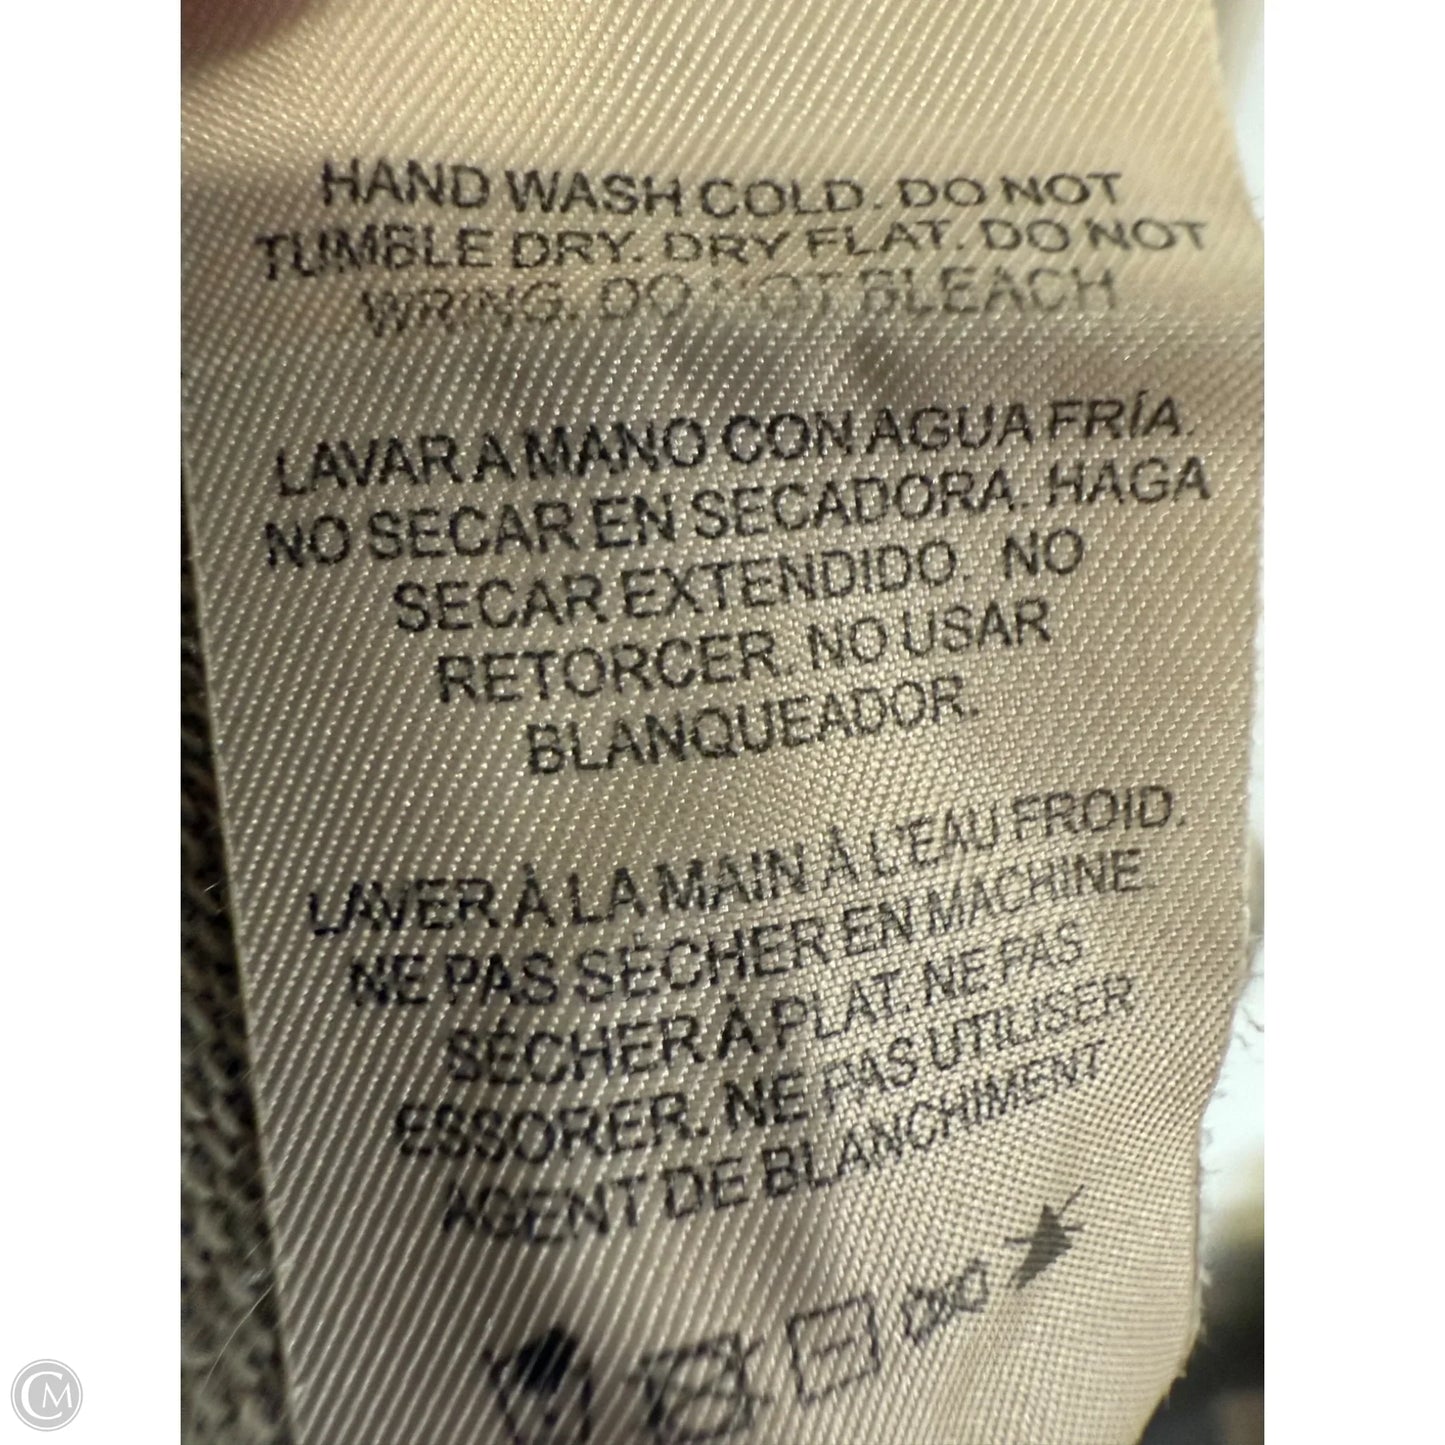 HAND WASH COLD. DO NOT
TUMBLE DRY. DRY FLAT. DO NOT
WRING. DO NOT BLEACH
LAVAR A MANO CON AGUA FRÍA.
NO SECAR EN SECADORA. HAGA
SECAR EXTENDIDO. NO
RETORCER. NO USAR
BLANQUEADOR.
LAVER À LA MAIN À L'EAU FROID.
NE PAS SÉCHER EN MACHINE.
SÉCHER À PLAT. NE PAS
ESSORER. NE PAS UTILISER
AGENT DE BLANCHIMENT
CM